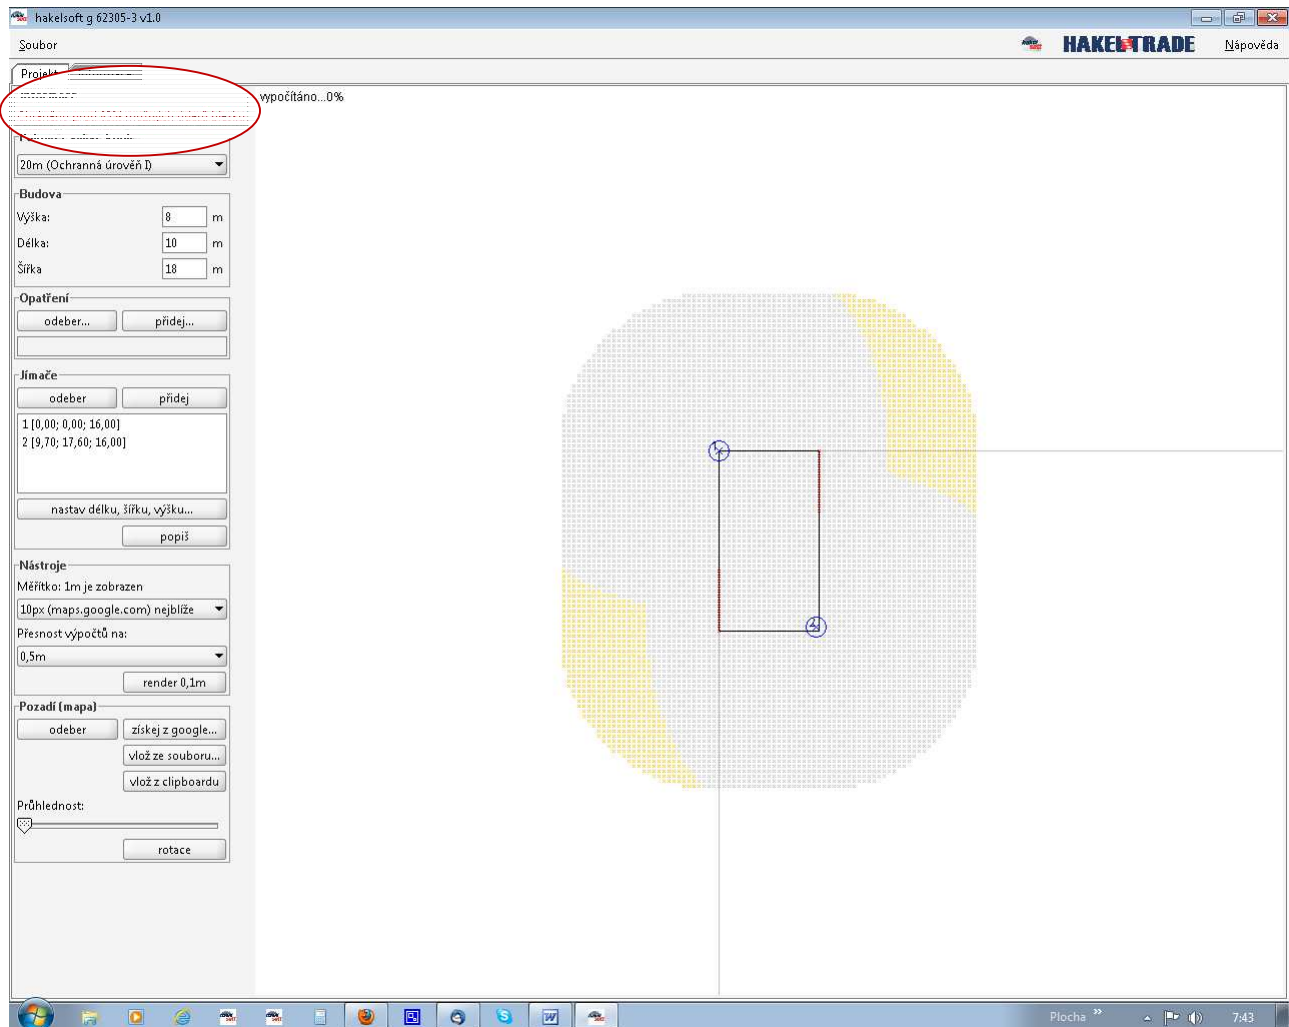 hakelsoft g 62305-3 v1.0
Soubor
HAKEL TRADE
Nápověda
Projekt
vypočítáno...0%
20m (Ochranná úrověň I)
Budova
Výška: 8 m
Délka: 10 m
Šířka 18 m
Opatření
odeber... přidej...
Jímače
odeber přidej
1 [0,00; 0,00; 16,00]
2 [9,70; 17,60; 16,00]
nastav délku, šířku, výšku...
popiš
Nástroje
Měřítko: 1m je zobrazen
10px (maps.google.com) nejblíže
Přesnost výpočtů na:
0,5m
render 0,1m
Pozadí (mapa)
odeber získej z google...
vlož ze souboru...
vlož z clipboardu
Průhlednost:
rotace
Plocha »
7:43